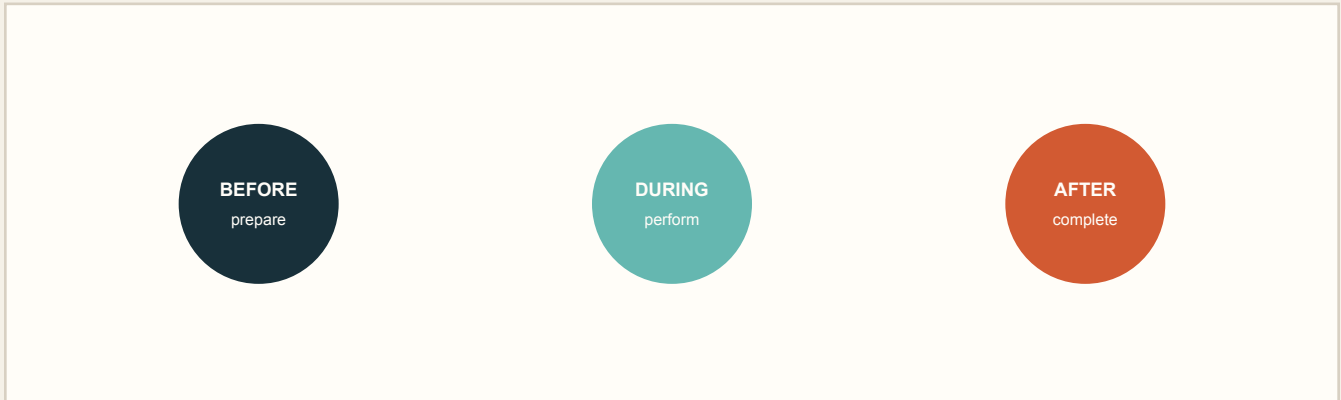 BEFORE
prepare
DURING
perform
AFTER
complete